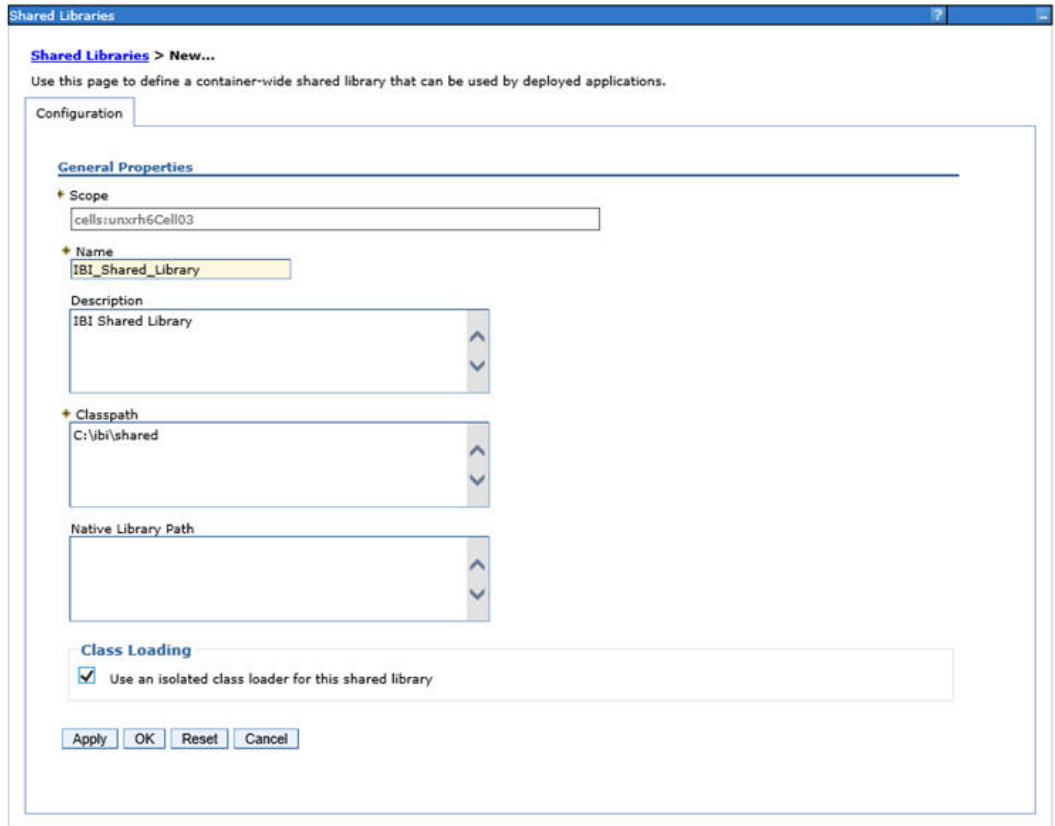 Shared Libraries ?
Shared Libraries > New...
Use this page to define a container-wide shared library that can be used by deployed applications.
Configuration
General Properties
Scope
cells:unxrh6Cell03
Name
IBI_Shared_Library
Description
IBI Shared Library
Classpath
C:\ibi\shared
Native Library Path
Class Loading
Use an isolated class loader for this shared library
Apply OK Reset Cancel